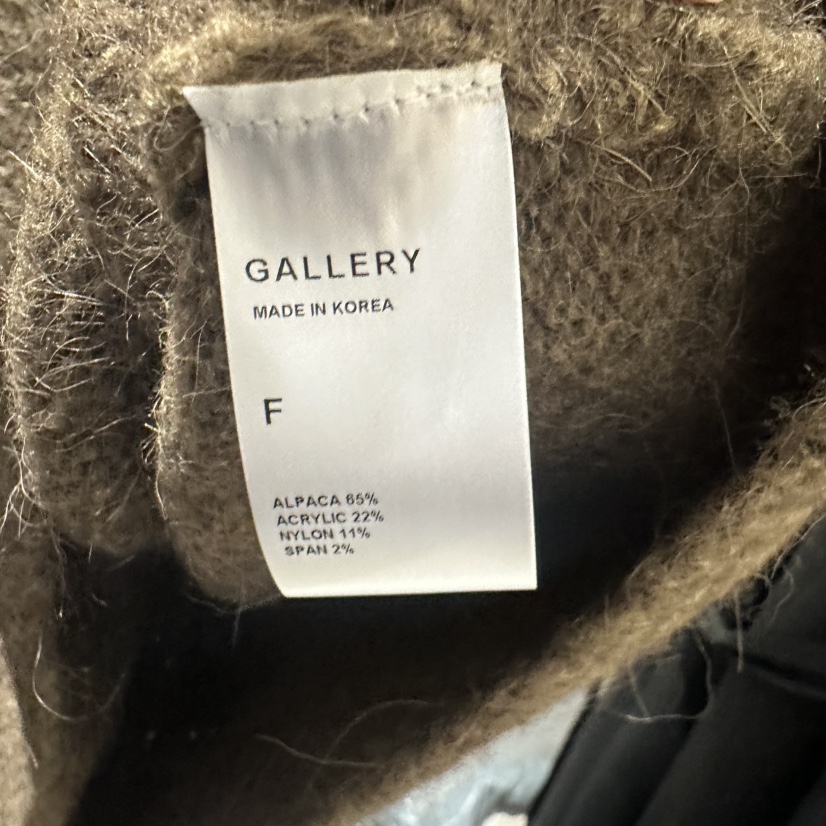 GALLERY
MADE IN KOREA
F
ALPACA 65%
ACRYLIC 22%
NYLON 11%
SPAN 2%